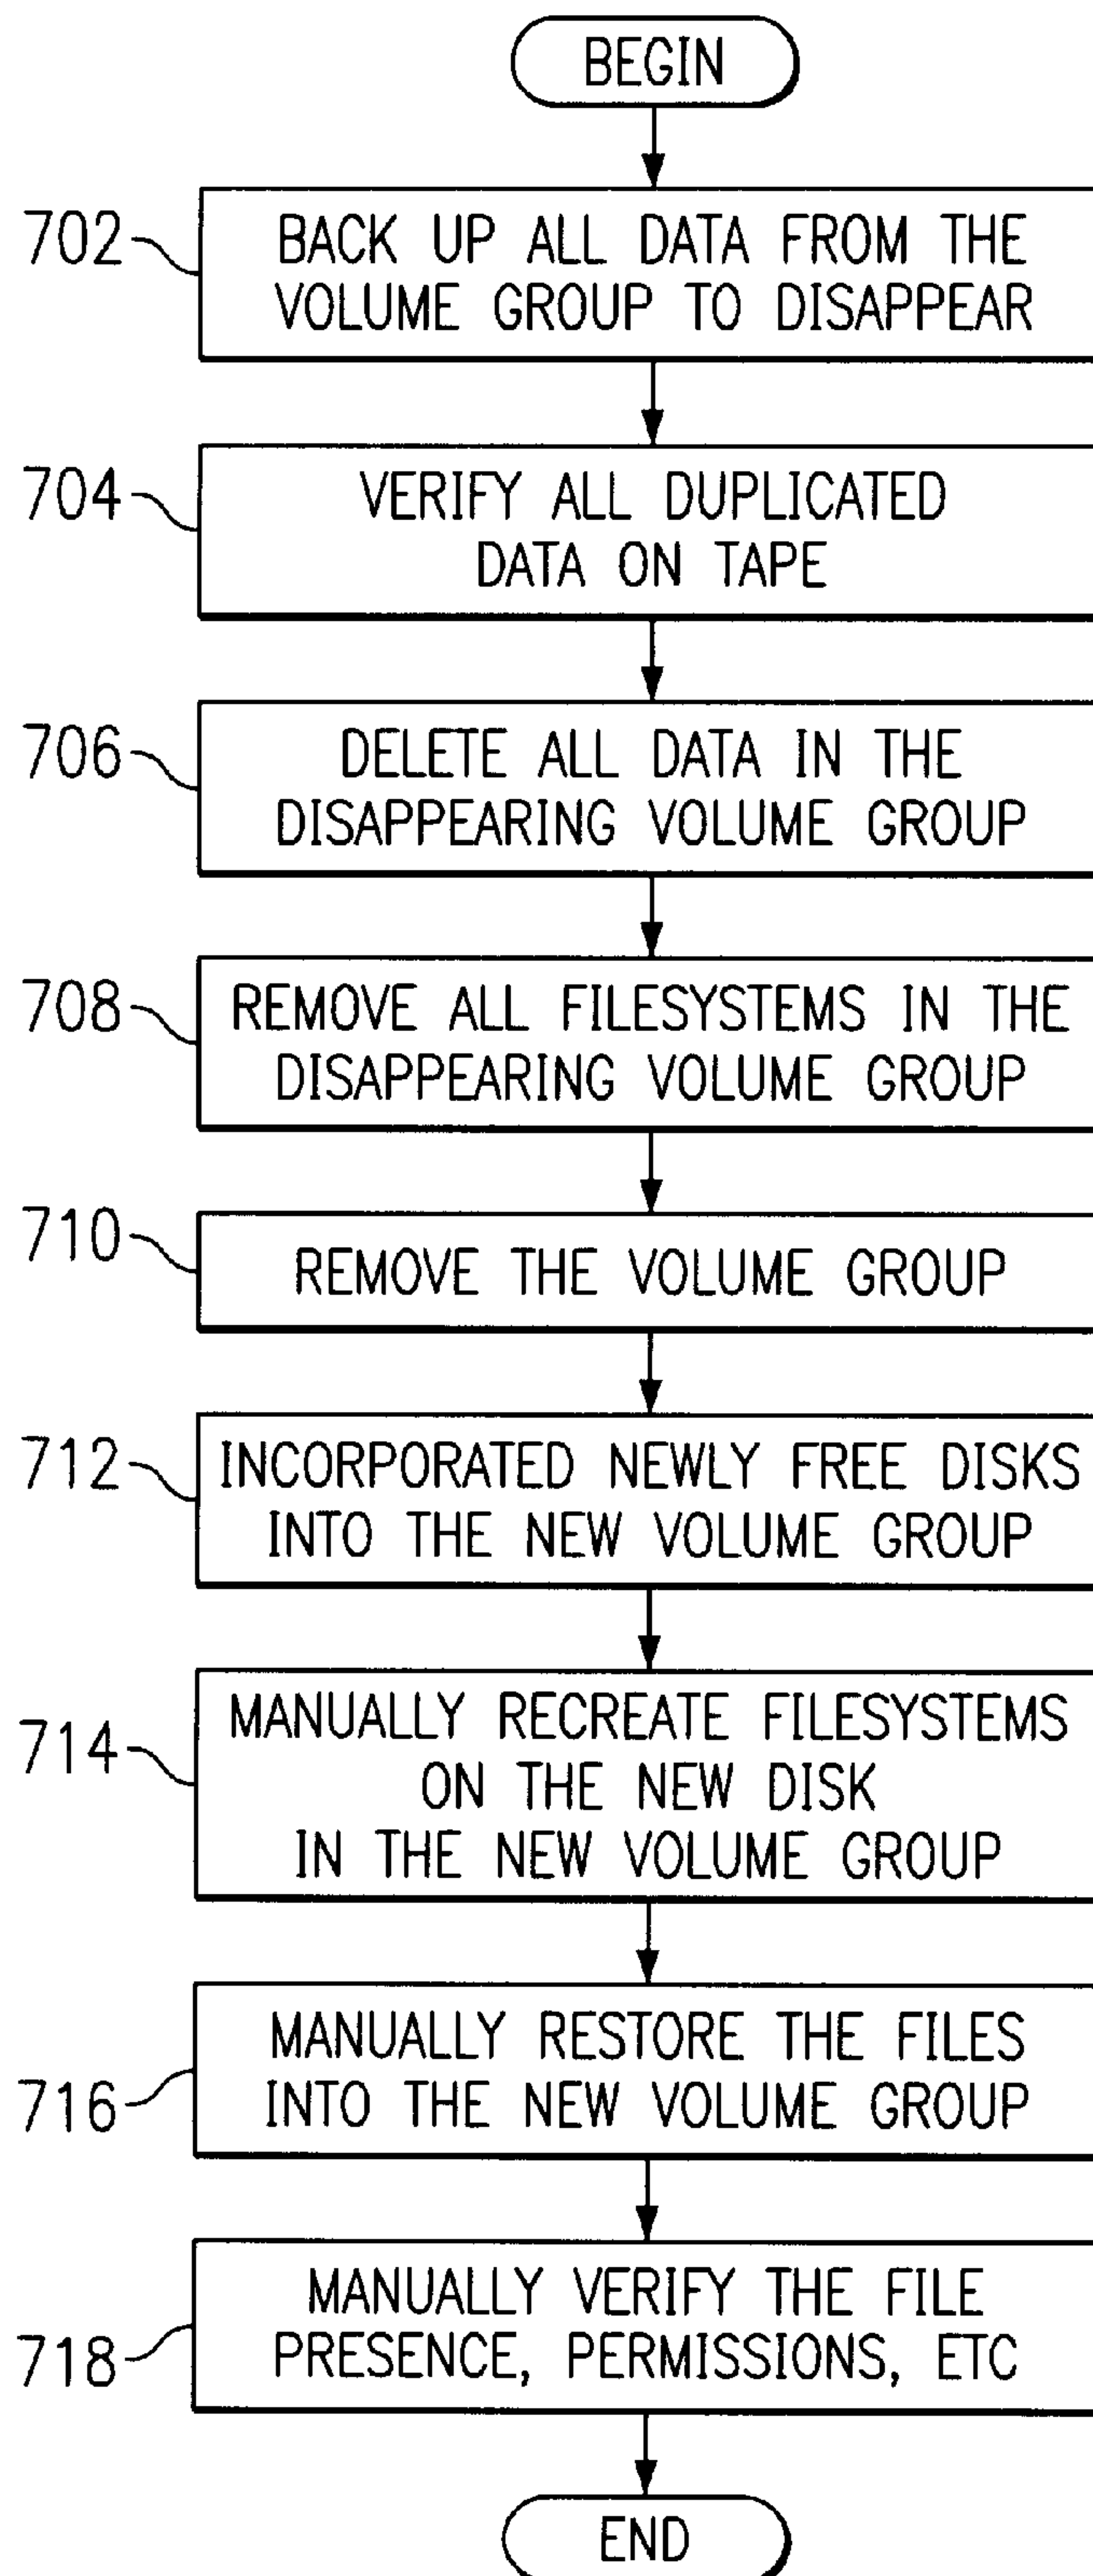 BEGIN
702
BACK UP ALL DATA FROM THE
VOLUME GROUP TO DISAPPEAR
704
VERIFY ALL DUPLICATED
DATA ON TAPE
706
DELETE ALL DATA IN THE
DISAPPEARING VOLUME GROUP
708
REMOVE ALL FILESYSTEMS IN THE
DISAPPEARING VOLUME GROUP
710
REMOVE THE VOLUME GROUP
712
INCORPORATED NEWLY FREE DISKS
INTO THE NEW VOLUME GROUP
714
MANUALLY RECREATE FILESYSTEMS
ON THE NEW DISK
IN THE NEW VOLUME GROUP
716
MANUALLY RESTORE THE FILES
INTO THE NEW VOLUME GROUP
718
MANUALLY VERIFY THE FILE
PRESENCE, PERMISSIONS, ETC
END